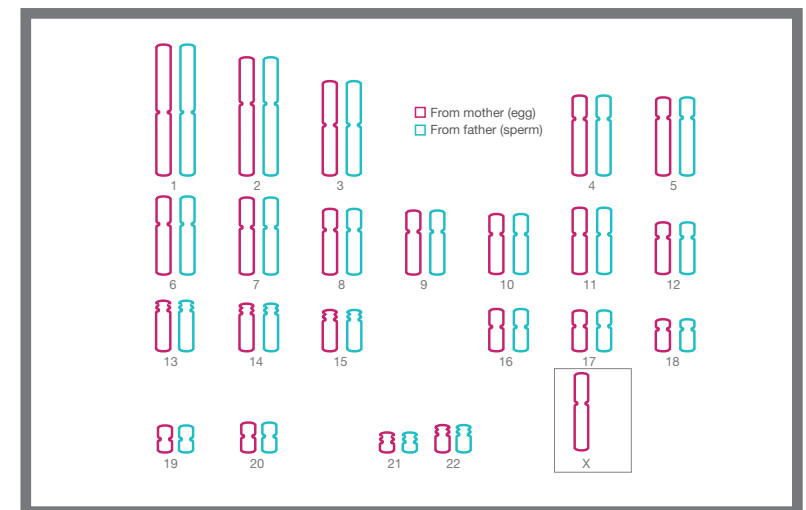 From mother (egg)
From father (sperm)
1 2 3 4 5
6 7 8 9 10 11 12
13 14 15 16 17 18
19 20 21 22 X